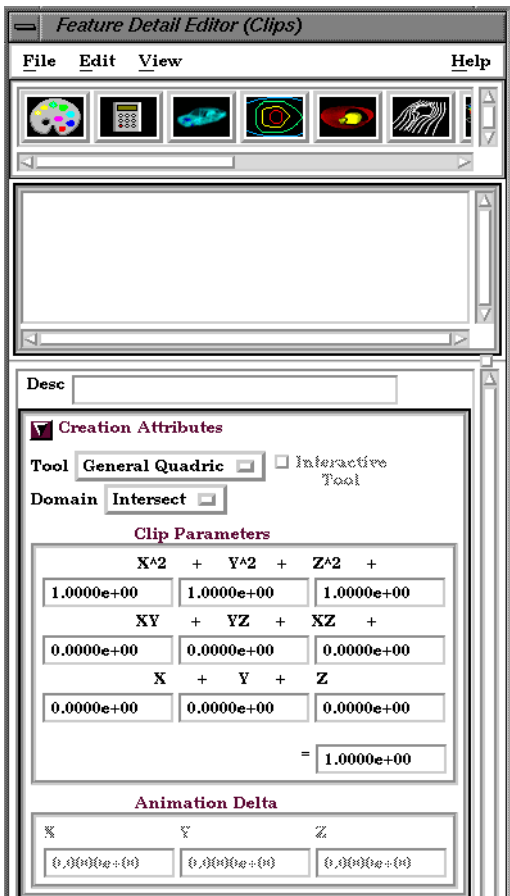 Feature Detail Editor (Clips)
File Edit View Help
Desc
Creation Attributes
Tool General Quadric Interactive
Tool
Domain Intersect
Clip Parameters
X^2 + Y^2 + Z^2 +
1.0000e+00 1.0000e+00 1.0000e+00
XY + YZ + XZ +
0.0000e+00 0.0000e+00 0.0000e+00
X + Y + Z
0.0000e+00 0.0000e+00 0.0000e+00
= 1.0000e+00
Animation Delta
X Y Z
0.0000e+00 0.0000e+00 0.0000e+00